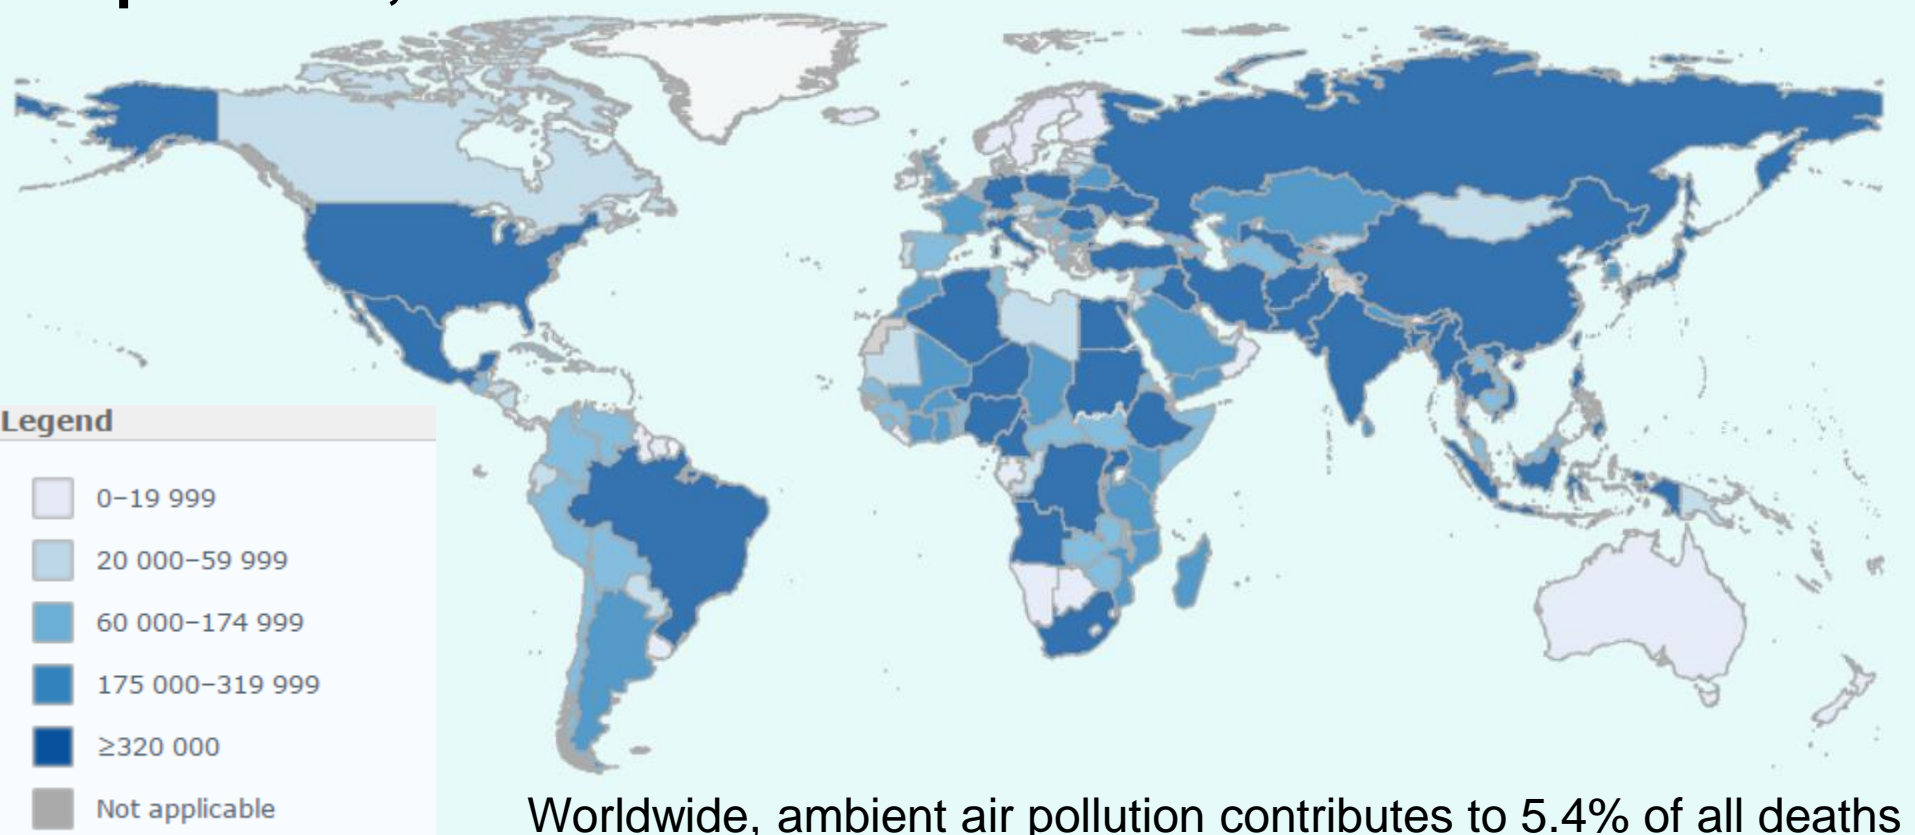 Legend
0–19 999
20 000–59 999
60 000–174 999
175 000–319 999
≥320 000
Not applicable
Worldwide, ambient air pollution contributes to 5.4% of all deaths